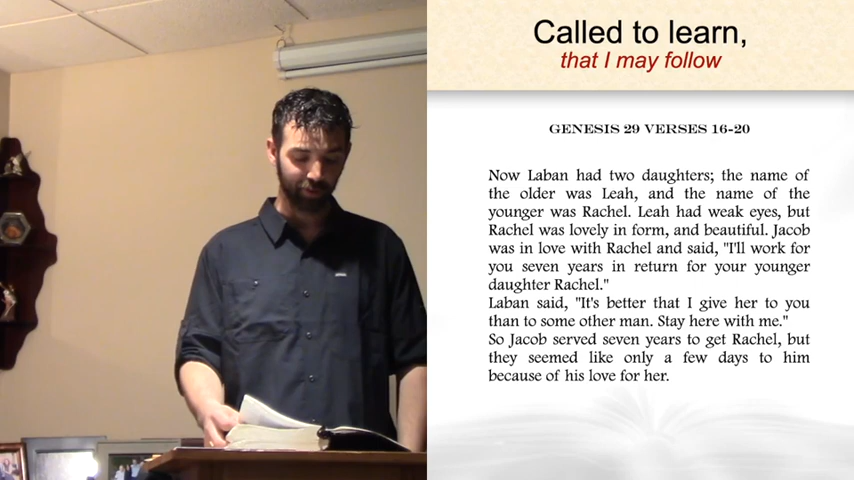 Called to learn,
that I may follow
GENESIS 29 VERSES 16-20
Now Laban had two daughters; the name of
the older was Leah, and the name of the
younger was Rachel. Leah had weak eyes, but
Rachel was lovely in form, and beautiful. Jacob
was in love with Rachel and said, "I'll work for
you seven years in return for your younger
daughter Rachel."
Laban said, "It's better that I give her to you
than to some other man. Stay here with me."
So Jacob served seven years to get Rachel, but
they seemed like only a few days to him
because of his love for her.